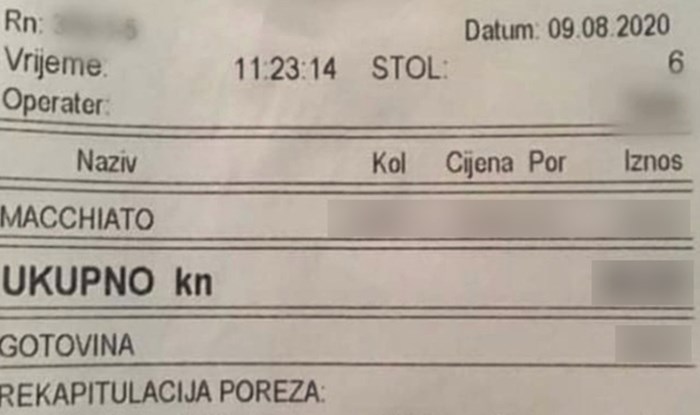 Rn: Datum: 09.08.2020
Vrijeme: 11:23:14 STOL: 6
Operater:
Naziv Kol Cijena Por Iznos
MACCHIATO
UKUPNO kn
GOTOVINA
REKAPITULACIJA POREZA: